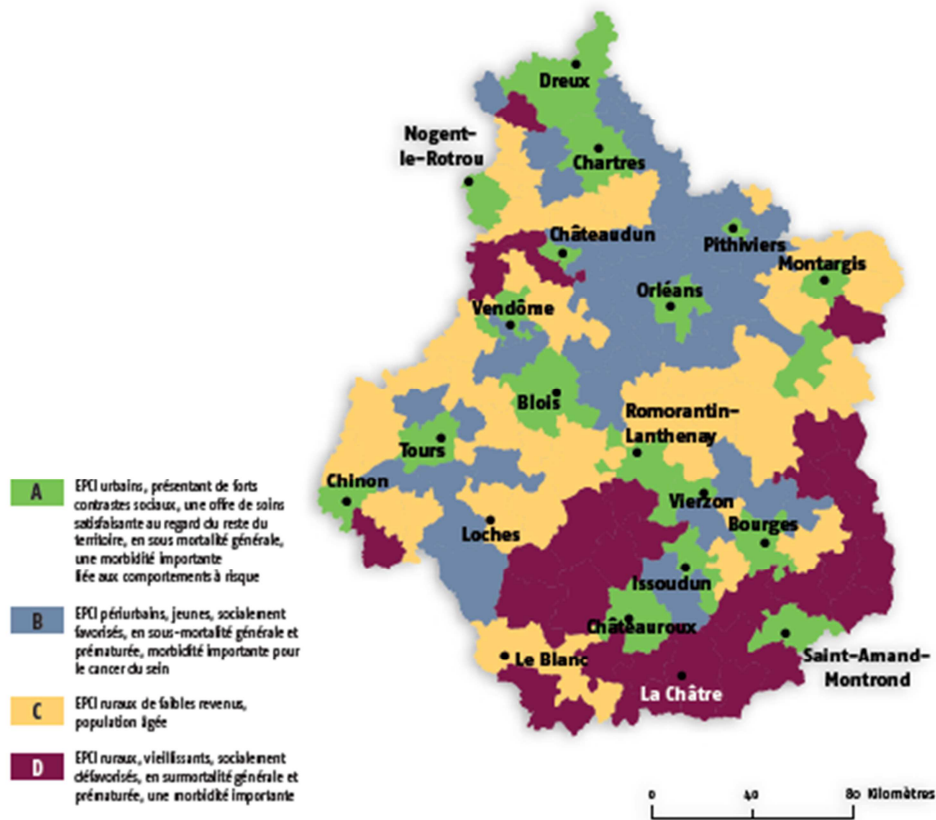 Dreux
Nogent-
le-Rotrou
Chartres
Châteaudun
Pithiviers
Montargis
Orléans
Vendôme
Blois
Romorantin-
Lanthenay
Tours
Chinon
Vierzon
Bourges
Loches
Issoudun
Châteauroux
Le Blanc
Saint-Amand-
Montrond
La Châtre
A
EPCI urbains, présentant de forts
contrastes sociaux, une offre de soins
satisfaisante au regard du reste du
territoire, en sous mortalité générale,
une morbidité importante
liée aux comportements à risque
B
EPCI périurbains, jeunes, socialement
favorisés, en sous-mortalité générale et
prématurée, morbidité importante pour
le cancer du sein
C
EPCI ruraux de faibles revenus,
population âgée
D
EPCI ruraux, vieillissants, socialement
défavorisés, en surmortalité générale et
prématurée, une morbidité importante
0 40 80 Kilomètres